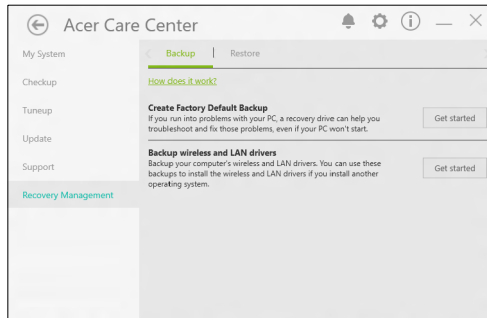 Acer Care Center
My System
Checkup
Tuneup
Update
Support
Recovery Management
Backup
Restore
How does it work?
Create Factory Default Backup
If you run into problems with your PC, a recovery drive can help you
troubleshoot and fix those problems, even if your PC won't start.
Get started
Backup wireless and LAN drivers
Backup your computer's wireless and LAN drivers. You can use these
backups to install the wireless and LAN drivers if you install another
operating system.
Get started